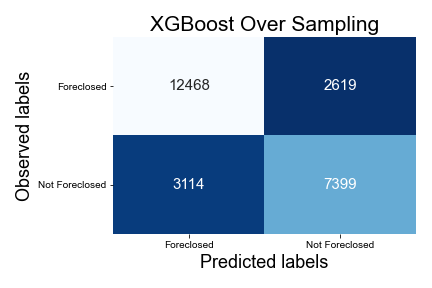 XGBoost Over Sampling
Observed labels
Foreclosed
12468 2619
Not Foreclosed
3114 7399
Foreclosed Not Foreclosed
Predicted labels